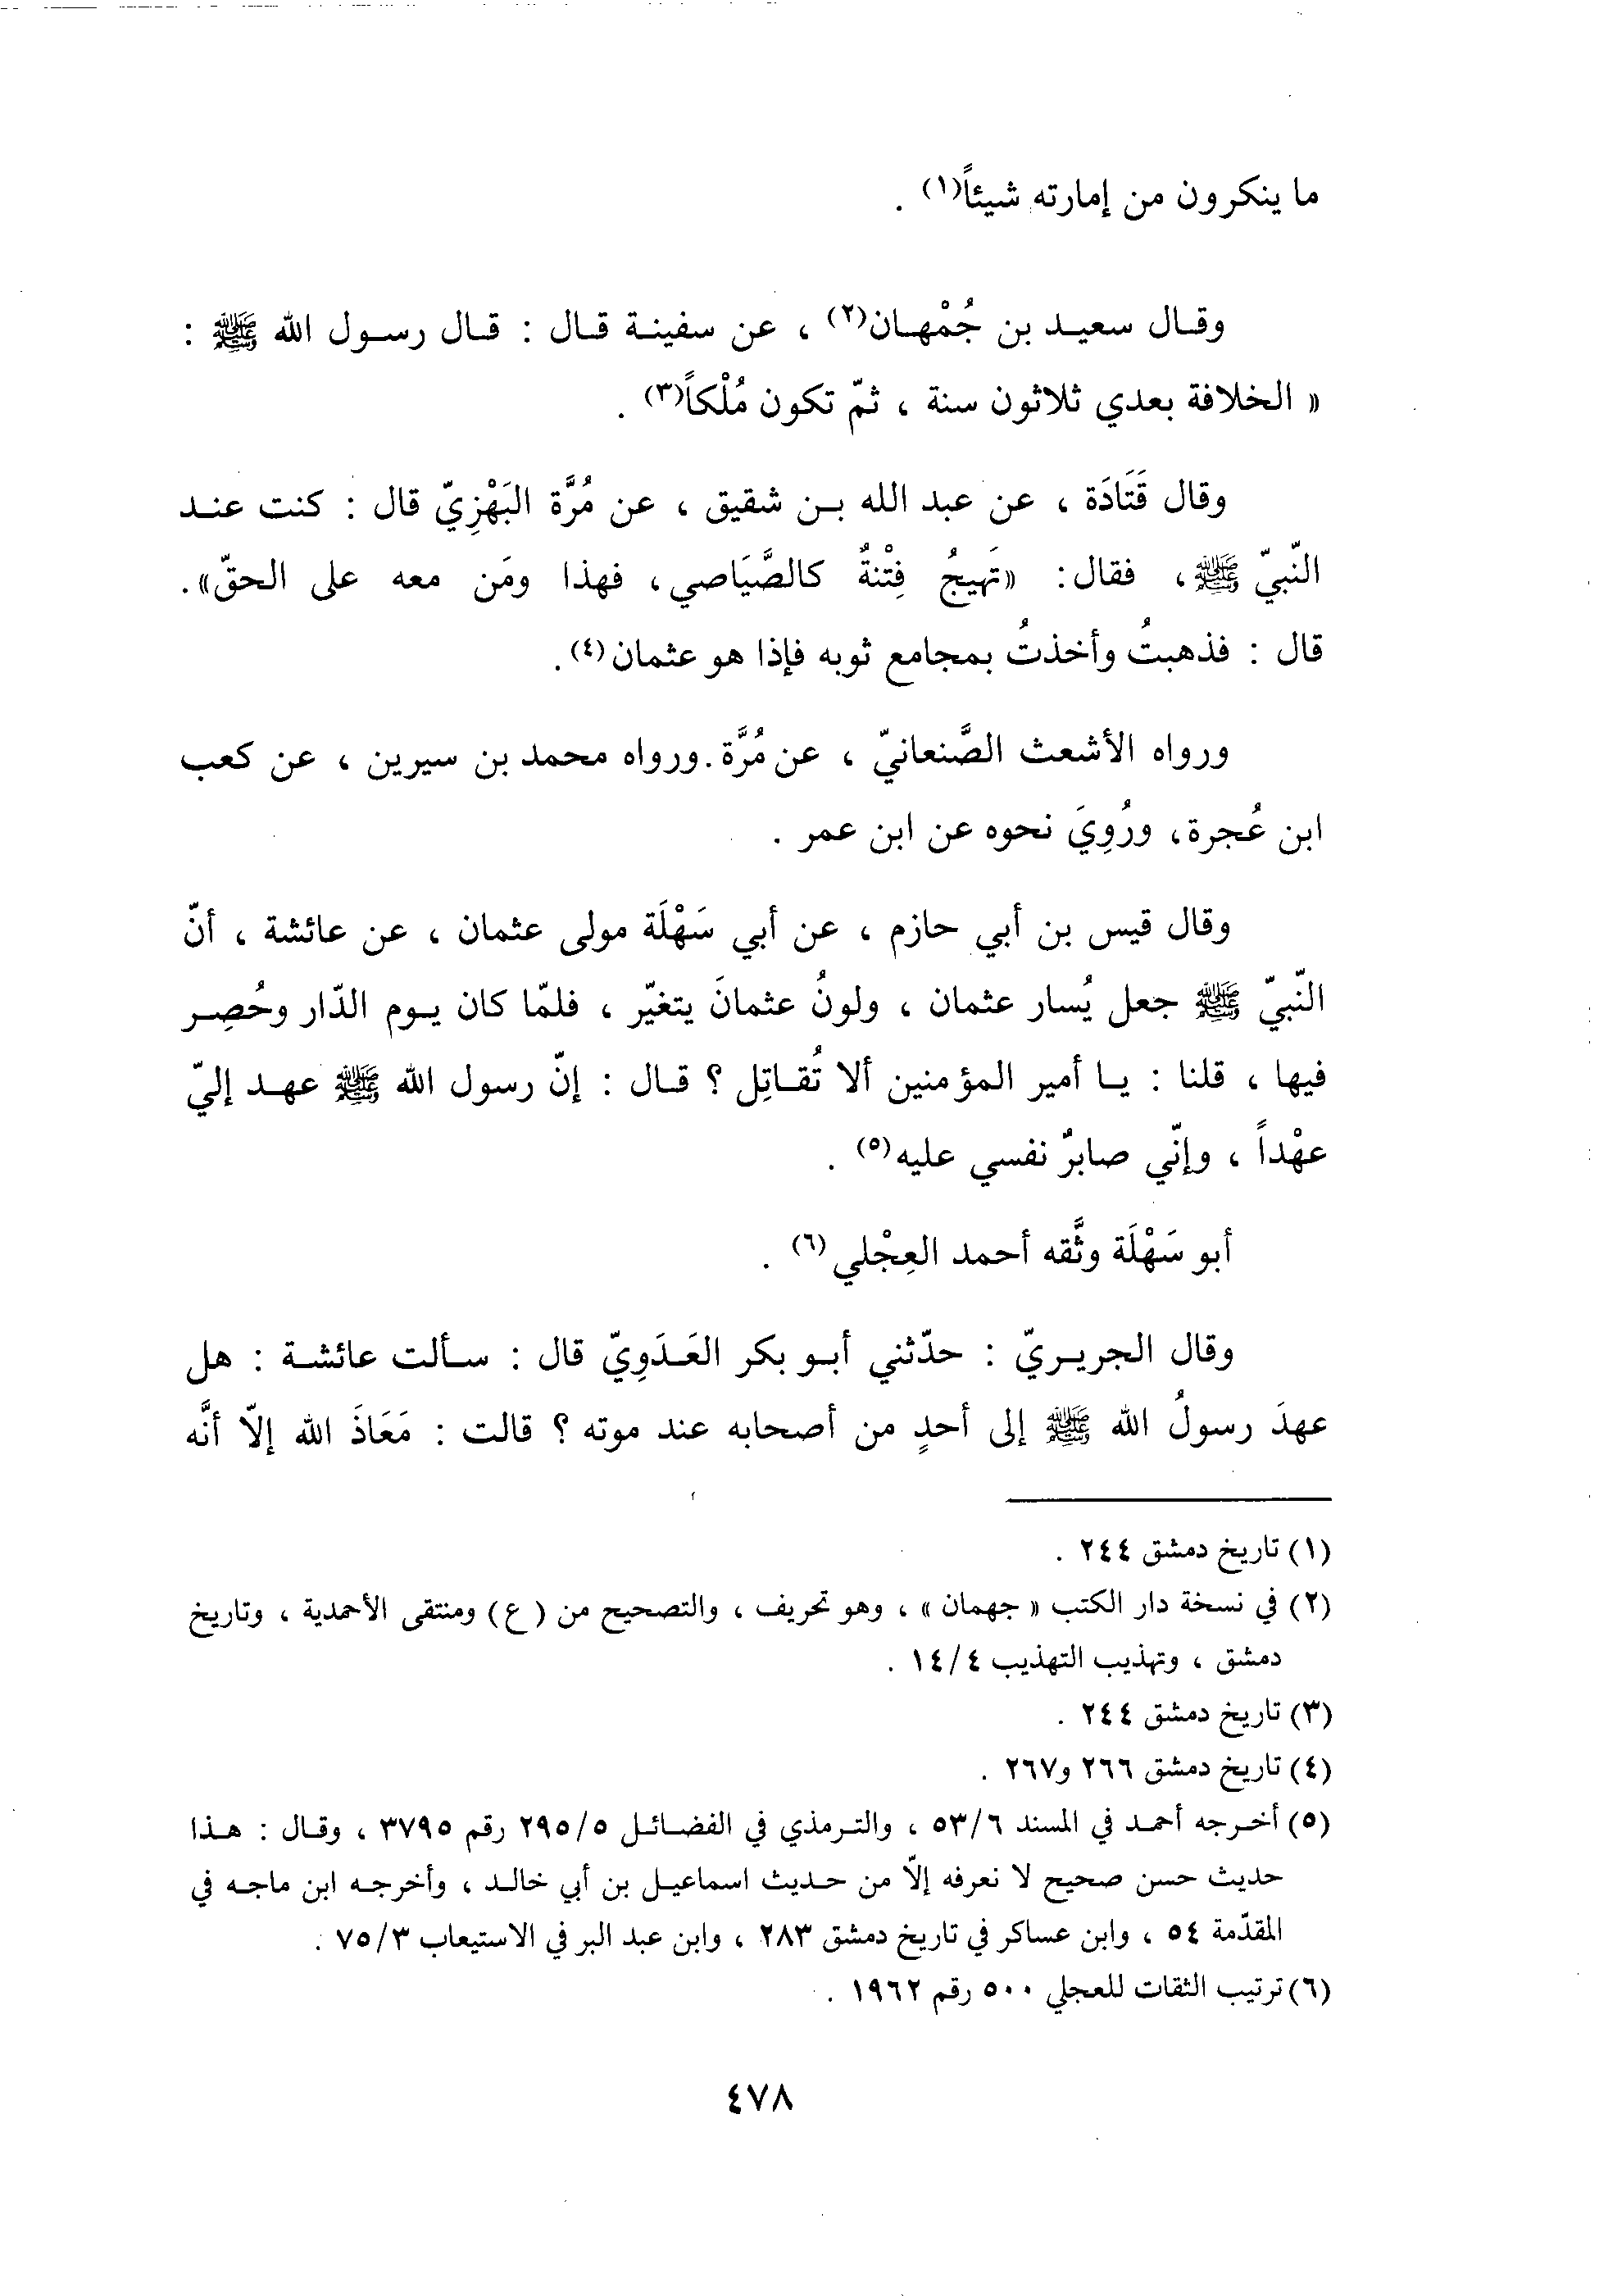 ما ينكرون من إمارته شيئاً(١) .
وقال سعيد بن جُمْهان(٢) ، عن سفينة قال : قال رسول الله ﷺ :
« الخلافة بعدي ثلاثون سنة ، ثمّ تكون مُلْكاً(٣) .
وقال قَتَادَة ، عن عبد الله بن شقيق ، عن مُرَّة البَهْزِيّ قال : كنت عند
النّبيّ ﷺ ، فقال : «تَهيجُ فِتْنةٌ كالصَّيَاصي ، فهذا ومَن معه على الحقّ» .
قال : فذهبتُ وأخذتُ بمجامع ثوبه فإذا هو عثمان(٤) .
ورواه الأشعث الصَّنعانيّ ، عن مُرَّة . ورواه محمد بن سيرين ، عن كعب
ابن عُجرة ، ورُوِيَ نحوه عن ابن عمر .
وقال قيس بن أبي حازم ، عن أبي سَهْلَة مولى عثمان ، عن عائشة ، أنّ
النّبيّ ﷺ جعل يُسار عثمان ، ولونُ عثمانَ يتغيّر ، فلمّا كان يوم الدّار وحُصِر
فيها ، قلنا : يا أمير المؤمنين ألا تُقاتِل ؟ قال : إنّ رسول الله ﷺ عهد إليّ
عهْداً ، وإنّي صابرٌ نفسي عليه(٥) .
أبو سَهْلَة وثَّقه أحمد العِجْلي(٦) .
وقال الجريريّ : حدّثني أبو بكر العَدَوِيّ قال : سألت عائشة : هل
عهدَ رسولُ الله ﷺ إلى أحدٍ من أصحابه عند موته ؟ قالت : مَعَاذَ الله إلاّ أنَّه
(١) تاريخ دمشق ٢٤٤ .
(٢) في نسخة دار الكتب « جهمان » ، وهو تحريف ، والتصحيح من (ع) ومنتقى الأحمدية ، وتاريخ
دمشق ، وتهذيب التهذيب ١٤/٤ .
(٣) تاريخ دمشق ٢٤٤ .
(٤) تاريخ دمشق ٢٦٦ و٢٦٧ .
(٥) أخرجه أحمد في المسند ٥٣/٦ ، والترمذي في الفضائل ٢٩٥/٥ رقم ٣٧٩٥ ، وقال : هذا
حديث حسن صحيح لا نعرفه إلاّ من حديث اسماعيل بن أبي خالد ، وأخرجه ابن ماجه في
المقدّمة ٥٤ ، وابن عساكر في تاريخ دمشق ٢٨٣ ، وابن عبد البر في الاستيعاب ٧٥/٣ .
(٦) ترتيب الثقات للعجلي ٥٠٠ رقم ١٩٦٢ .
٤٧٨